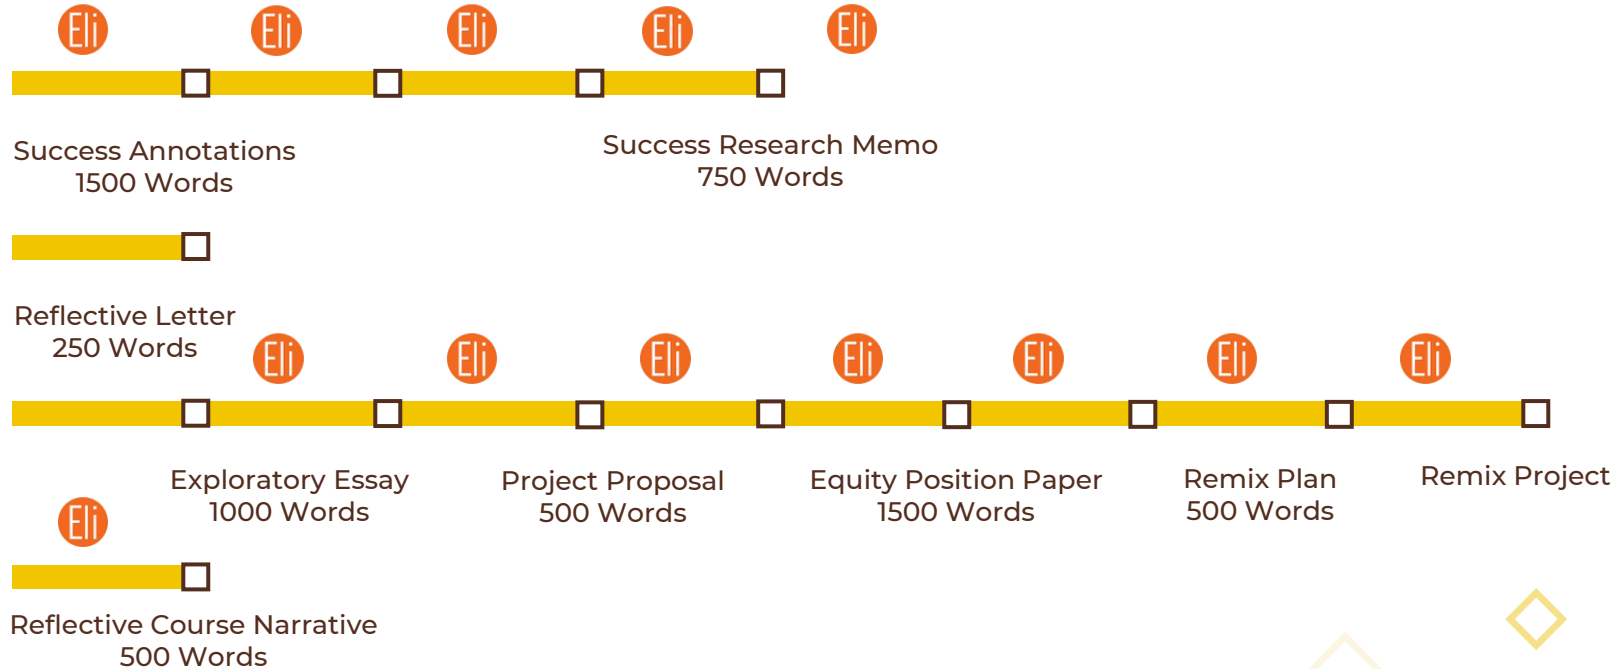 Eli Eli Eli Eli Eli
Success Annotations
1500 Words
Success Research Memo
750 Words
Reflective Letter
250 Words
Eli Eli Eli Eli Eli Eli Eli
Exploratory Essay
1000 Words
Project Proposal
500 Words
Equity Position Paper
1500 Words
Remix Plan
500 Words
Remix Project
Eli
Reflective Course Narrative
500 Words